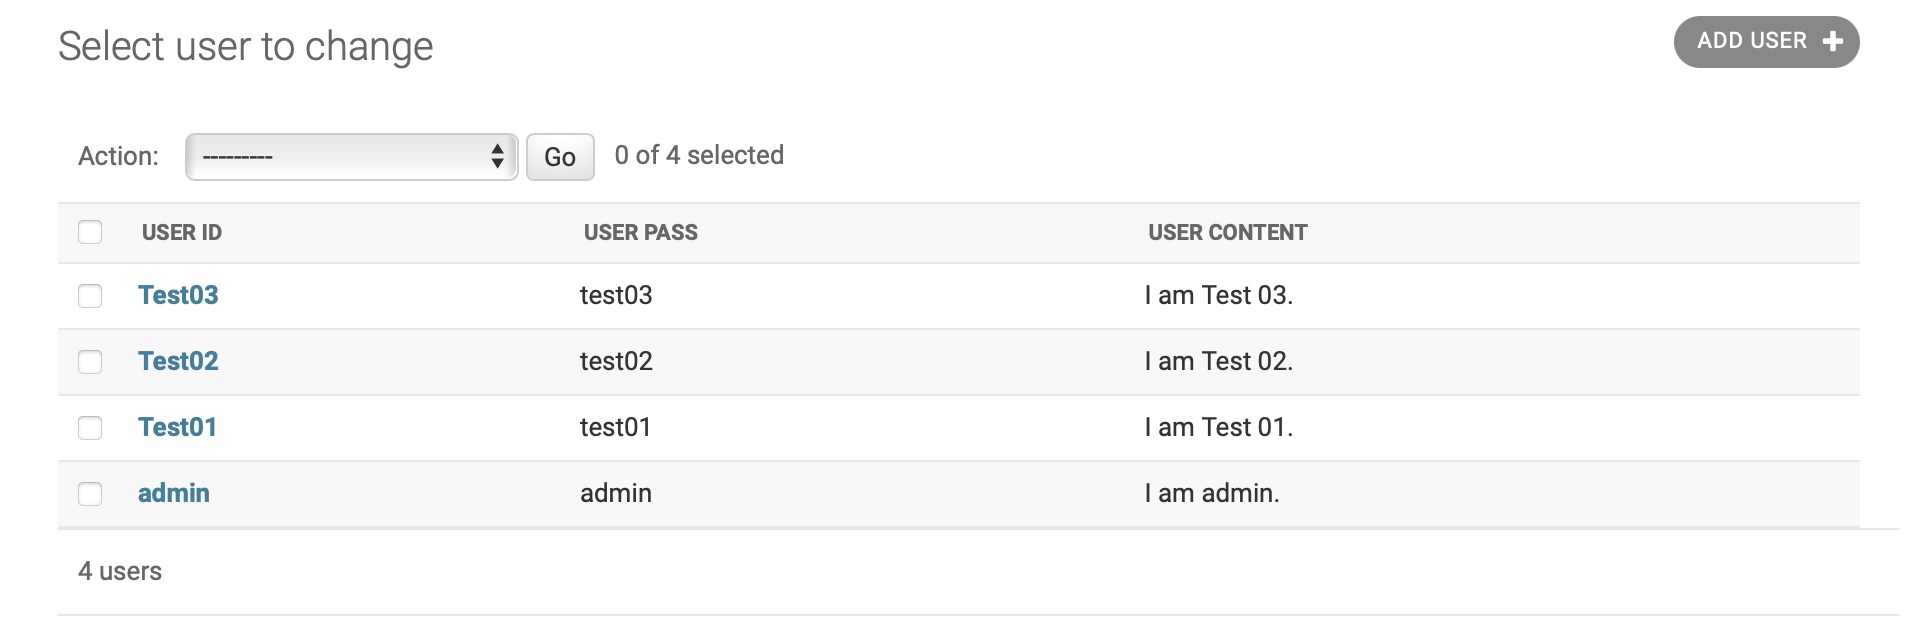 Select user to change
ADD USER +
Action: --------- Go 0 of 4 selected
USER ID USER PASS USER CONTENT
Test03 test03 I am Test 03.
Test02 test02 I am Test 02.
Test01 test01 I am Test 01.
admin admin I am admin.
4 users